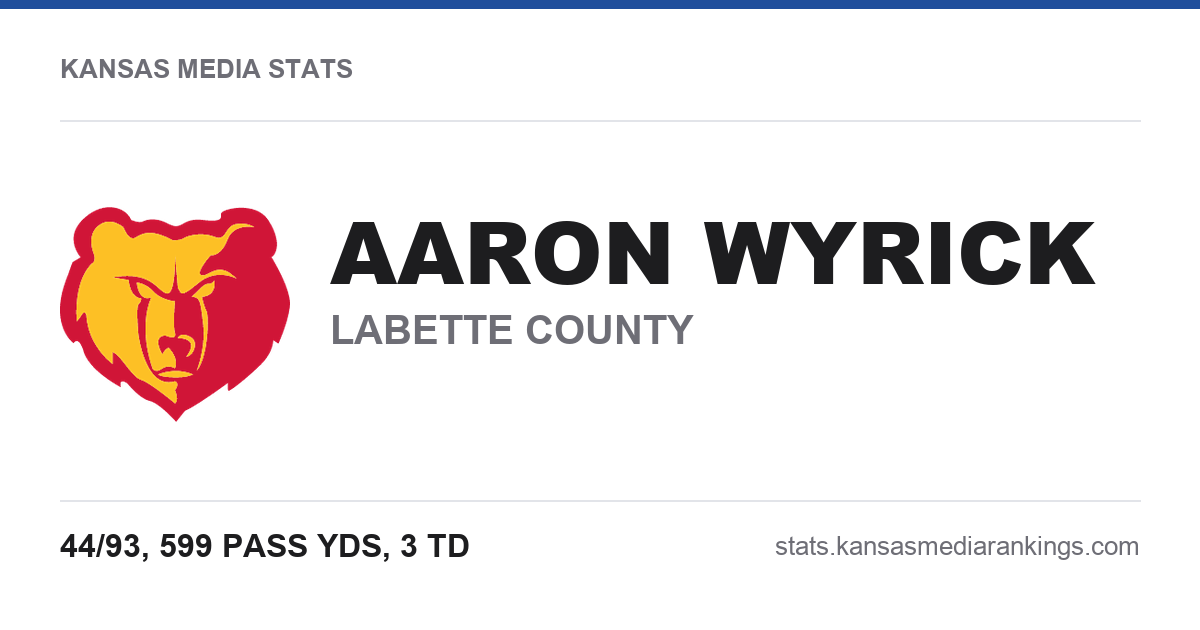 KANSAS MEDIA STATS
AARON WYRICK
LABETTE COUNTY
44/93, 599 PASS YDS, 3 TD
stats.kansasmediarankings.com